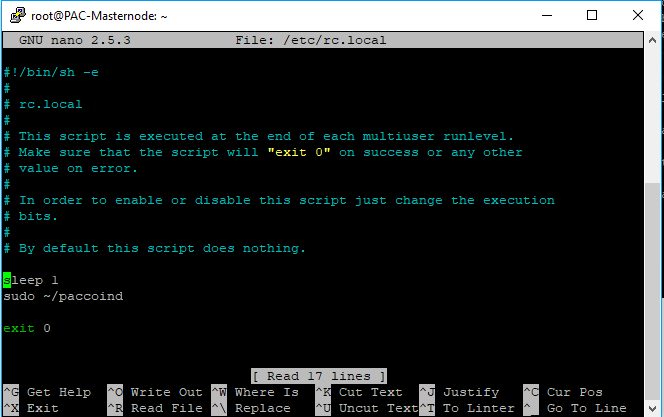 root@PAC-Masternode: ~
GNU nano 2.5.3 File: /etc/rc.local
#!/bin/sh -e
#
# rc.local
#
# This script is executed at the end of each multiuser runlevel.
# Make sure that the script will "exit 0" on success or any other
# value on error.
#
# In order to enable or disable this script just change the execution
# bits.
#
# By default this script does nothing.
sleep 1
sudo ~/paccoind
exit 0
[ Read 17 lines ]
^G Get Help ^O Write Out ^W Where Is ^K Cut Text ^J Justify ^C Cur Pos
^X Exit ^R Read File ^\ Replace ^U Uncut Text^T To Linter ^_ Go To Line